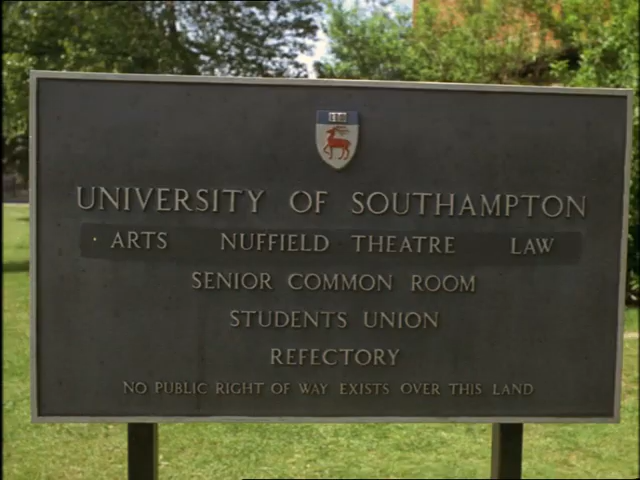 UNIVERSITY OF SOUTHAMPTON
· ARTS NUFFIELD THEATRE LAW
SENIOR COMMON ROOM
STUDENTS UNION
REFECTORY
NO PUBLIC RIGHT OF WAY EXISTS OVER THIS LAND